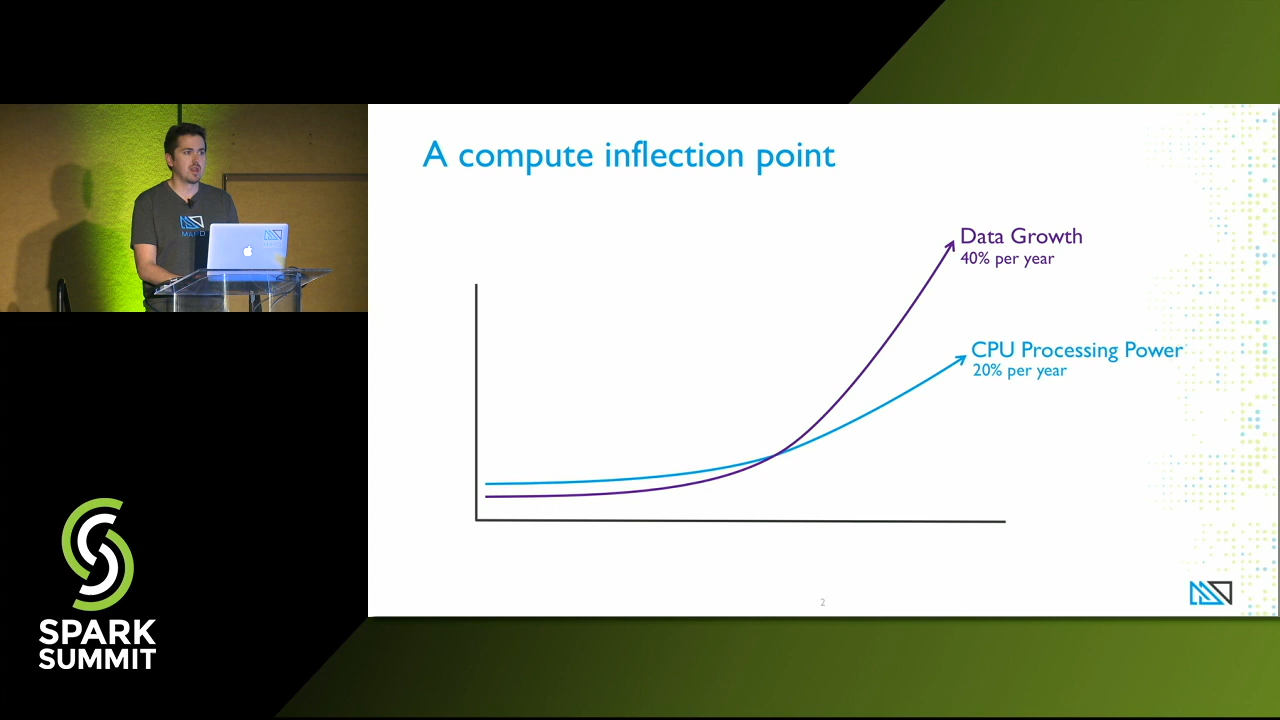 A compute inflection point
Data Growth
40% per year
CPU Processing Power
20% per year
2
SPARK
SUMMIT